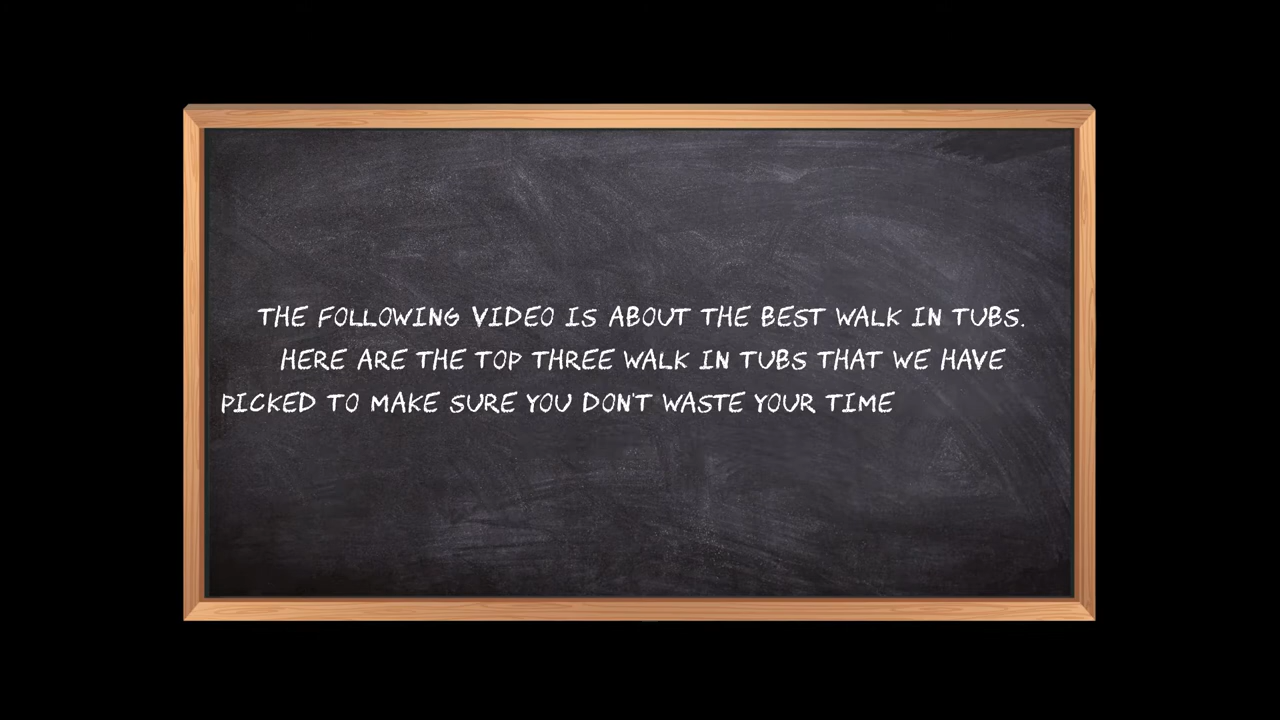 THE FOLLOWING VIDEO IS ABOUT THE BEST WALK IN TUBS.
HERE ARE THE TOP THREE WALK IN TUBS THAT WE HAVE
PICKED TO MAKE SURE YOU DON'T WASTE YOUR TIME